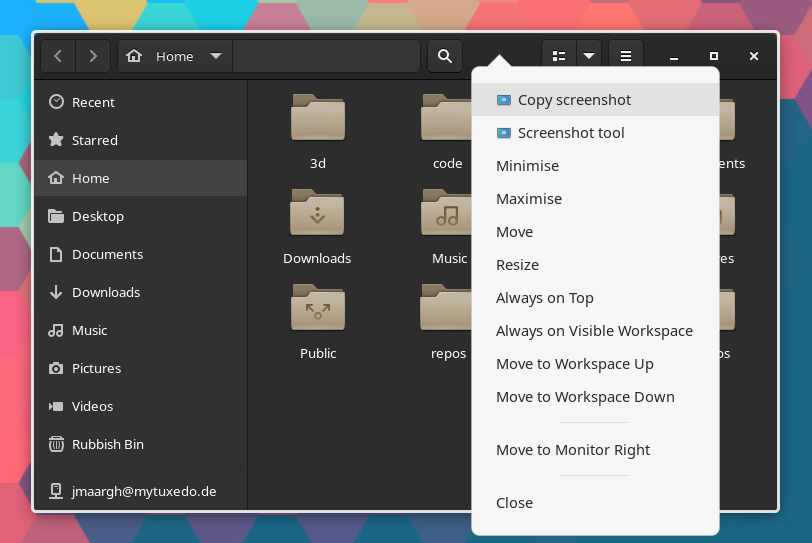 Home
Recent
Starred
Home
Desktop
Documents
Downloads
Music
Pictures
Videos
Rubbish Bin
jmaargh@mytuxedo.de
3d
code
ents
Downloads
Music
res
Public
repos
os
Copy screenshot
Screenshot tool
Minimise
Maximise
Move
Resize
Always on Top
Always on Visible Workspace
Move to Workspace Up
Move to Workspace Down
Move to Monitor Right
Close